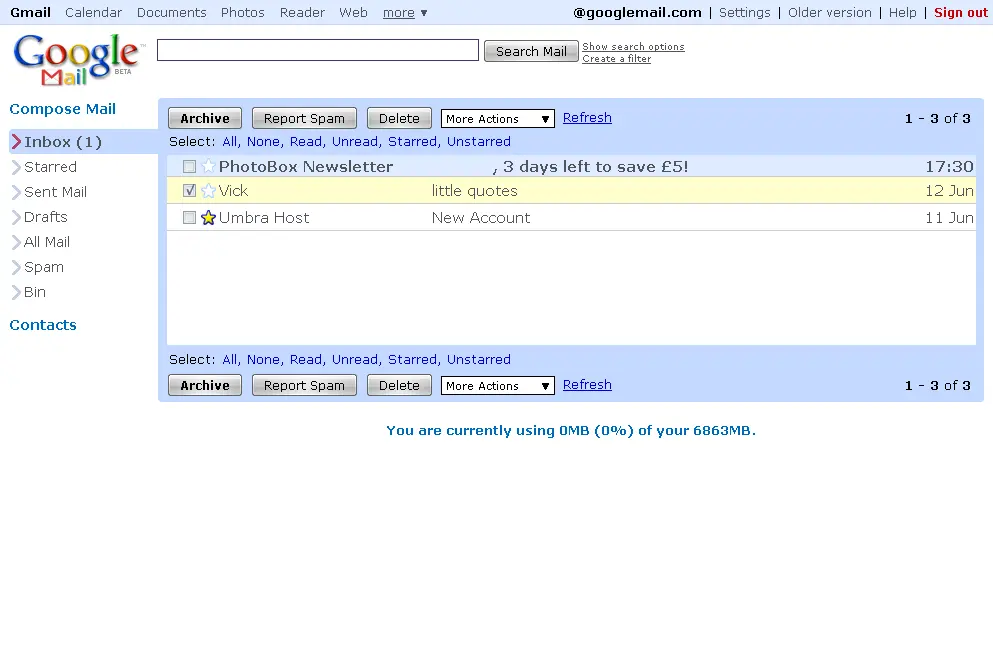 Gmail Calendar Documents Photos Reader Web more ▼ @googlemail.com | Settings | Older version | Help | Sign out
Google™
Mail BETA
Search Mail
Show search options
Create a filter
Compose Mail
Inbox (1)
Starred
Sent Mail
Drafts
All Mail
Spam
Bin
Contacts
Archive Report Spam Delete More Actions ▼ Refresh 1 - 3 of 3
Select: All, None, Read, Unread, Starred, Unstarred
PhotoBox Newsletter , 3 days left to save £5! 17:30
Vick little quotes 12 Jun
Umbra Host New Account 11 Jun
Select: All, None, Read, Unread, Starred, Unstarred
Archive Report Spam Delete More Actions ▼ Refresh 1 - 3 of 3
You are currently using 0MB (0%) of your 6863MB.